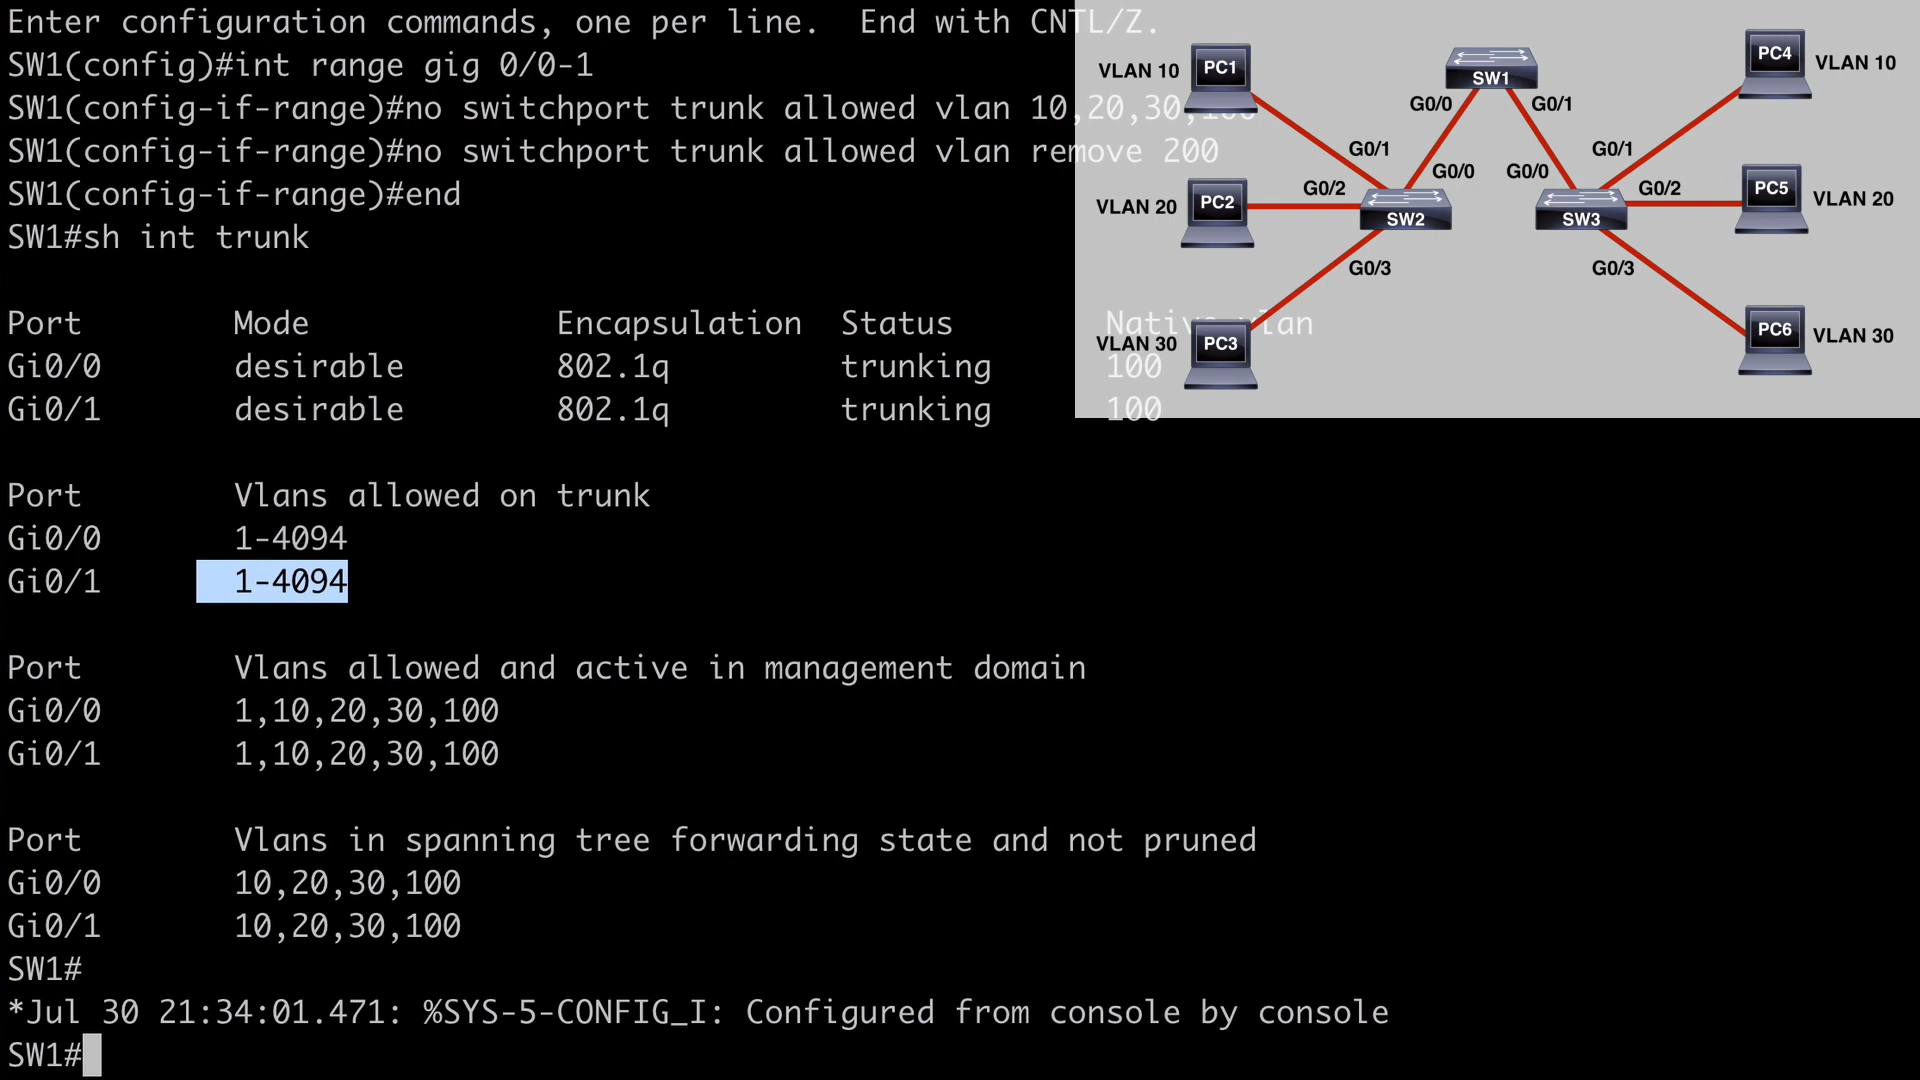 Enter configuration commands, one per line.  End with CNTL/Z.
SW1(config)#int range gig 0/0-1
SW1(config-if-range)#no switchport trunk allowed vlan 10,20,30,100
SW1(config-if-range)#no switchport trunk allowed vlan remove 200
SW1(config-if-range)#end
SW1#sh int trunk
Port        Mode             Encapsulation  Status        Native vlan
Gi0/0       desirable        802.1q         trunking      100
Gi0/1       desirable        802.1q         trunking      100
Port        Vlans allowed on trunk
Gi0/0       1-4094
Gi0/1       1-4094
Port        Vlans allowed and active in management domain
Gi0/0       1,10,20,30,100
Gi0/1       1,10,20,30,100
Port        Vlans in spanning tree forwarding state and not pruned
Gi0/0       10,20,30,100
Gi0/1       10,20,30,100
SW1#
*Jul 30 21:34:01.471: %SYS-5-CONFIG_I: Configured from console by console
SW1#
VLAN 10 PC1
SW1
PC4 VLAN 10
G0/0 G0/1
G0/1 G0/1
G0/0 G0/0
VLAN 20 PC2 G0/2
G0/2 PC5 VLAN 20
SW2 SW3
G0/3 G0/3
VLAN 30 PC3
PC6 VLAN 30